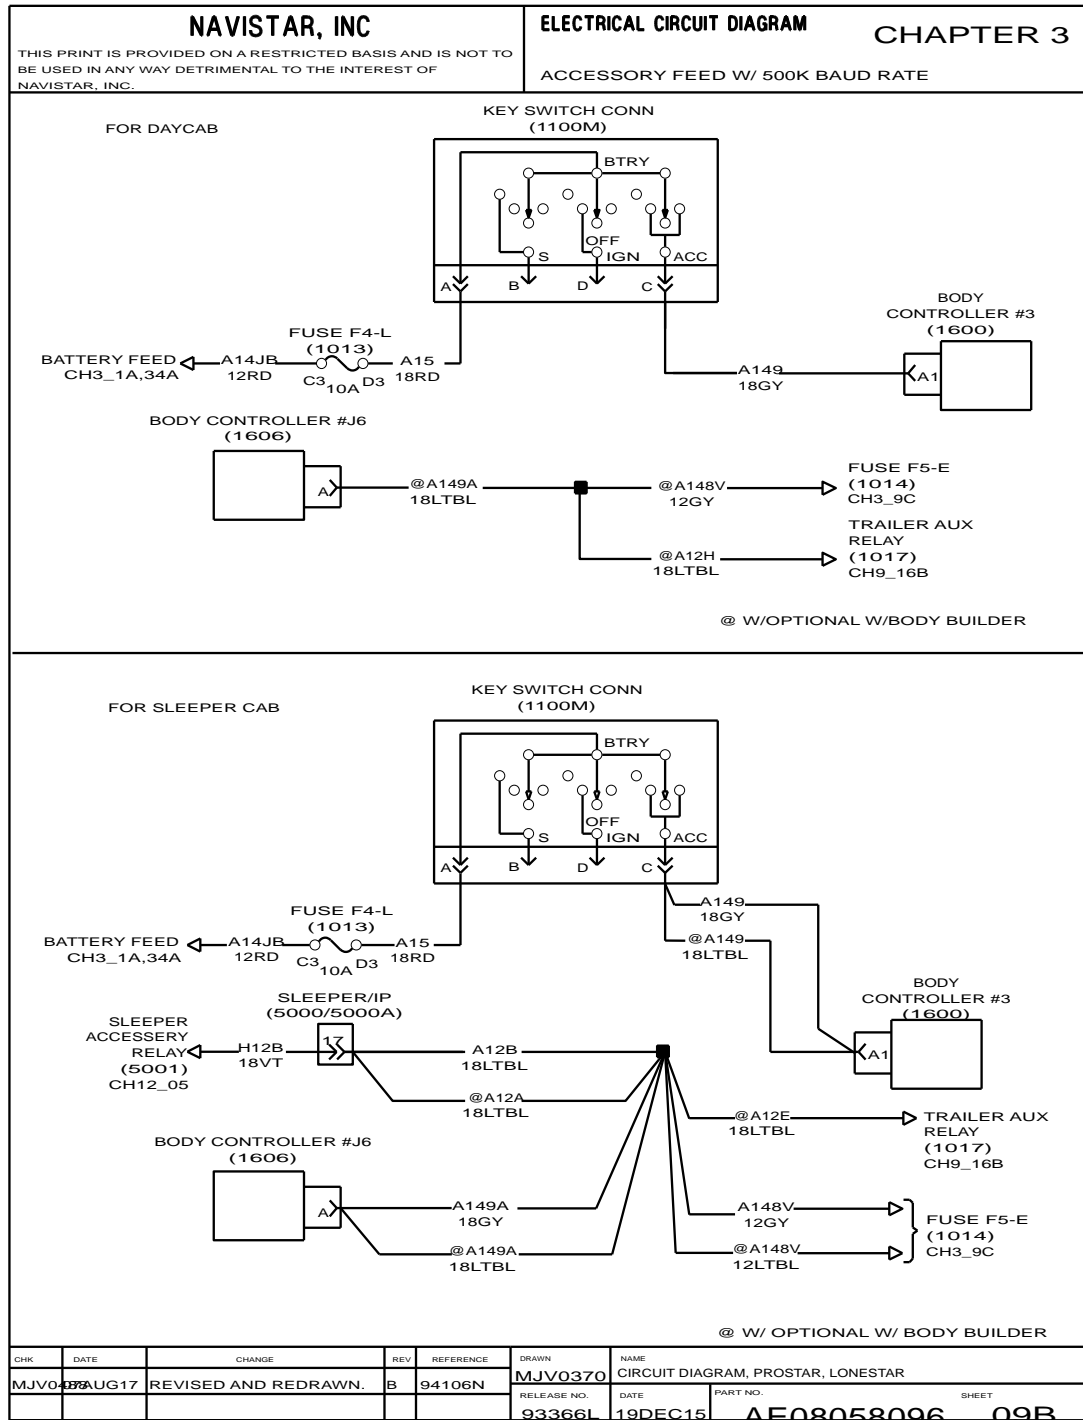 NAVISTAR, INC
THIS PRINT IS PROVIDED ON A RESTRICTED BASIS AND IS NOT TO
BE USED IN ANY WAY DETRIMENTAL TO THE INTEREST OF
NAVISTAR, INC.
ELECTRICAL CIRCUIT DIAGRAM
CHAPTER 3
ACCESSORY FEED W/ 500K BAUD RATE
FOR DAYCAB
KEY SWITCH CONN
(1100M)
BTRY
OFF
S
IGN
ACC
A
B
D
C
FUSE F4-L
(1013)
BATTERY FEED
CH3_1A,34A
A14JB
12RD
C3
10A
D3
A15
18RD
A149
18GY
BODY
CONTROLLER #3
(1600)
A1
BODY CONTROLLER #J6
(1606)
A
@A149A
18LTBL
@A148V
12GY
FUSE F5-E
(1014)
CH3_9C
@A12H
18LTBL
TRAILER AUX
RELAY
(1017)
CH9_16B
@ W/OPTIONAL W/BODY BUILDER
FOR SLEEPER CAB
KEY SWITCH CONN
(1100M)
BTRY
OFF
S
IGN
ACC
A
B
D
C
A149
18GY
@A149
18LTBL
FUSE F4-L
(1013)
BATTERY FEED
CH3_1A,34A
A14JB
12RD
C3
10A
D3
A15
18RD
BODY
CONTROLLER #3
(1600)
A1
SLEEPER/IP
(5000/5000A)
17
SLEEPER
ACCESSERY
RELAY
(5001)
CH12_05
H12B
18VT
A12B
18LTBL
@A12A
18LTBL
@A12E
18LTBL
TRAILER AUX
RELAY
(1017)
CH9_16B
BODY CONTROLLER #J6
(1606)
A
A149A
18GY
@A149A
18LTBL
A148V
12GY
@A148V
12LTBL
FUSE F5-E
(1014)
CH3_9C
@ W/ OPTIONAL W/ BODY BUILDER
CHK DATE CHANGE REV REFERENCE
AUG17 REVISED AND REDRAWN. B 94106N
DRAWN
MJV0370
NAME
CIRCUIT DIAGRAM, PROSTAR, LONESTAR
RELEASE NO.
93366L
DATE
19DEC15
PART NO.
AE08058096
SHEET
09B